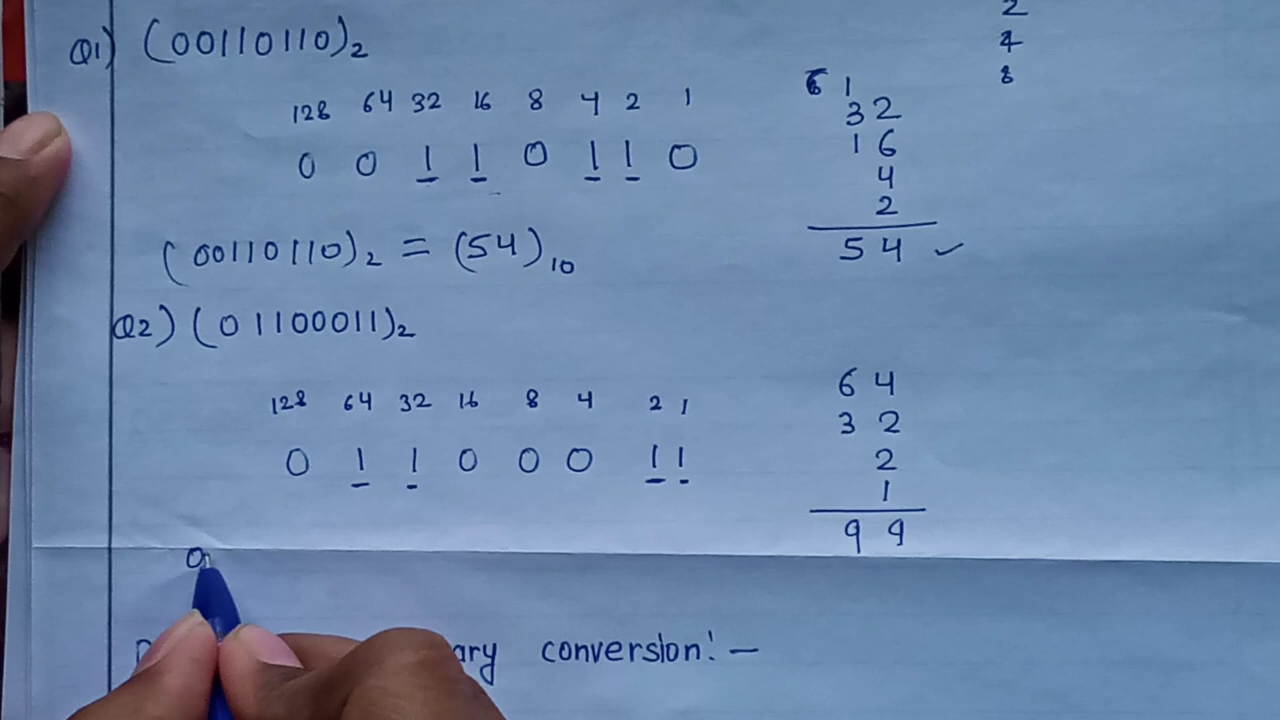 Q1) (00110110)₂
128 64 32 16 8 4 2 1
0 0 1 1 0 1 1 0
(00110110)₂ = (54)₁₀
2
4
8
6 1
32
16
4
2
54 ✓
Q2) (01100011)₂
128 64 32 16 8 4 2 1
0 1 1 0 0 0 1 1
64
32
2
1
99
0
conversion:-